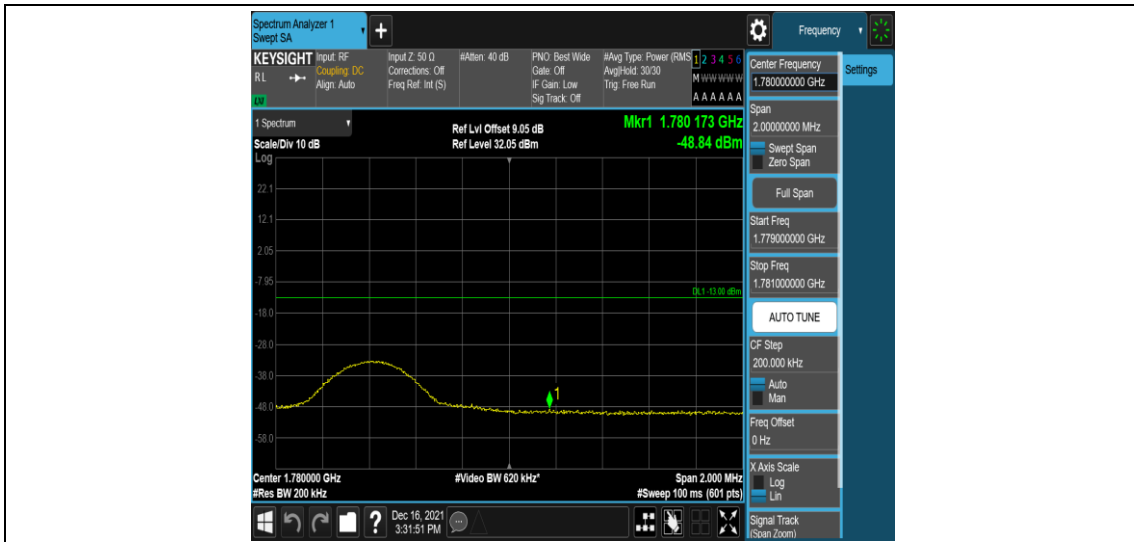 Spectrum Analyzer 1
Swept SA
+
Frequency
KEYSIGHT
RL
LXI
Input: RF
Coupling: DC
Align: Auto
Input Z: 50 Ω
Corrections: Off
Freq Ref: Int (S)
#Atten: 40 dB
PNO: Best Wide
Gate: Off
IF Gain: Low
Sig Track: Off
#Avg Type: Power (RMS
Avg|Hold: 30/30
Trig: Free Run
1 2 3 4 5 6
M W W W W W
A A A A A A
1 Spectrum
Scale/Div 10 dB
Ref Lvl Offset 9.05 dB
Ref Level 32.05 dBm
Mkr1 1.780 173 GHz
-48.84 dBm
Log
22.1
12.1
2.05
-7.95
DL1 -13.00 dBm
-18.0
-28.0
-38.0
-48.0
1
-58.0
Center 1.780000 GHz
#Video BW 620 kHz*
Span 2.000 MHz
#Res BW 200 kHz
#Sweep 100 ms (601 pts)
?
Dec 16, 2021
3:31:51 PM
Center Frequency
1.780000000 GHz
Settings
Span
2.00000000 MHz
Swept Span
Zero Span
Full Span
Start Freq
1.779000000 GHz
Stop Freq
1.781000000 GHz
AUTO TUNE
CF Step
200.000 kHz
Auto
Man
Freq Offset
0 Hz
X Axis Scale
Log
Lin
Signal Track
(Span Zoom)